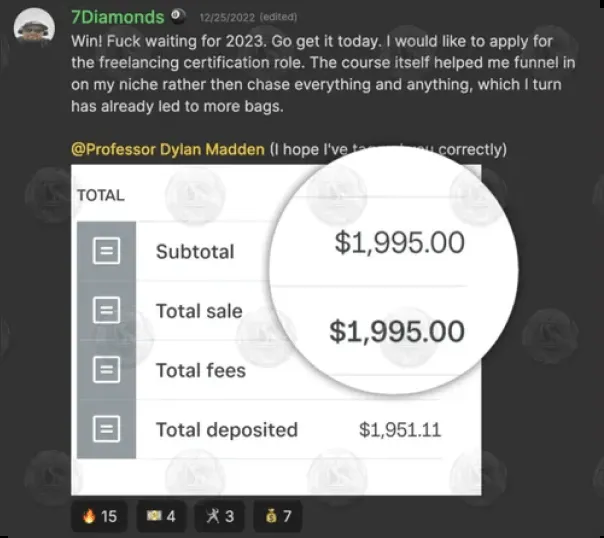 7Diamonds 12/25/2022 (edited)
Win! Fuck waiting for 2023. Go get it today. I would like to apply for
the freelancing certification role. The course itself helped me funnel in
on my niche rather then chase everything and anything, which I turn
has already led to more bags.
@Professor Dylan Madden (I hope I've you correctly)
TOTAL
Subtotal $1,995.00
Total sale $1,995.00
Total fees
Total deposited $1,951.11
15 4 3 7